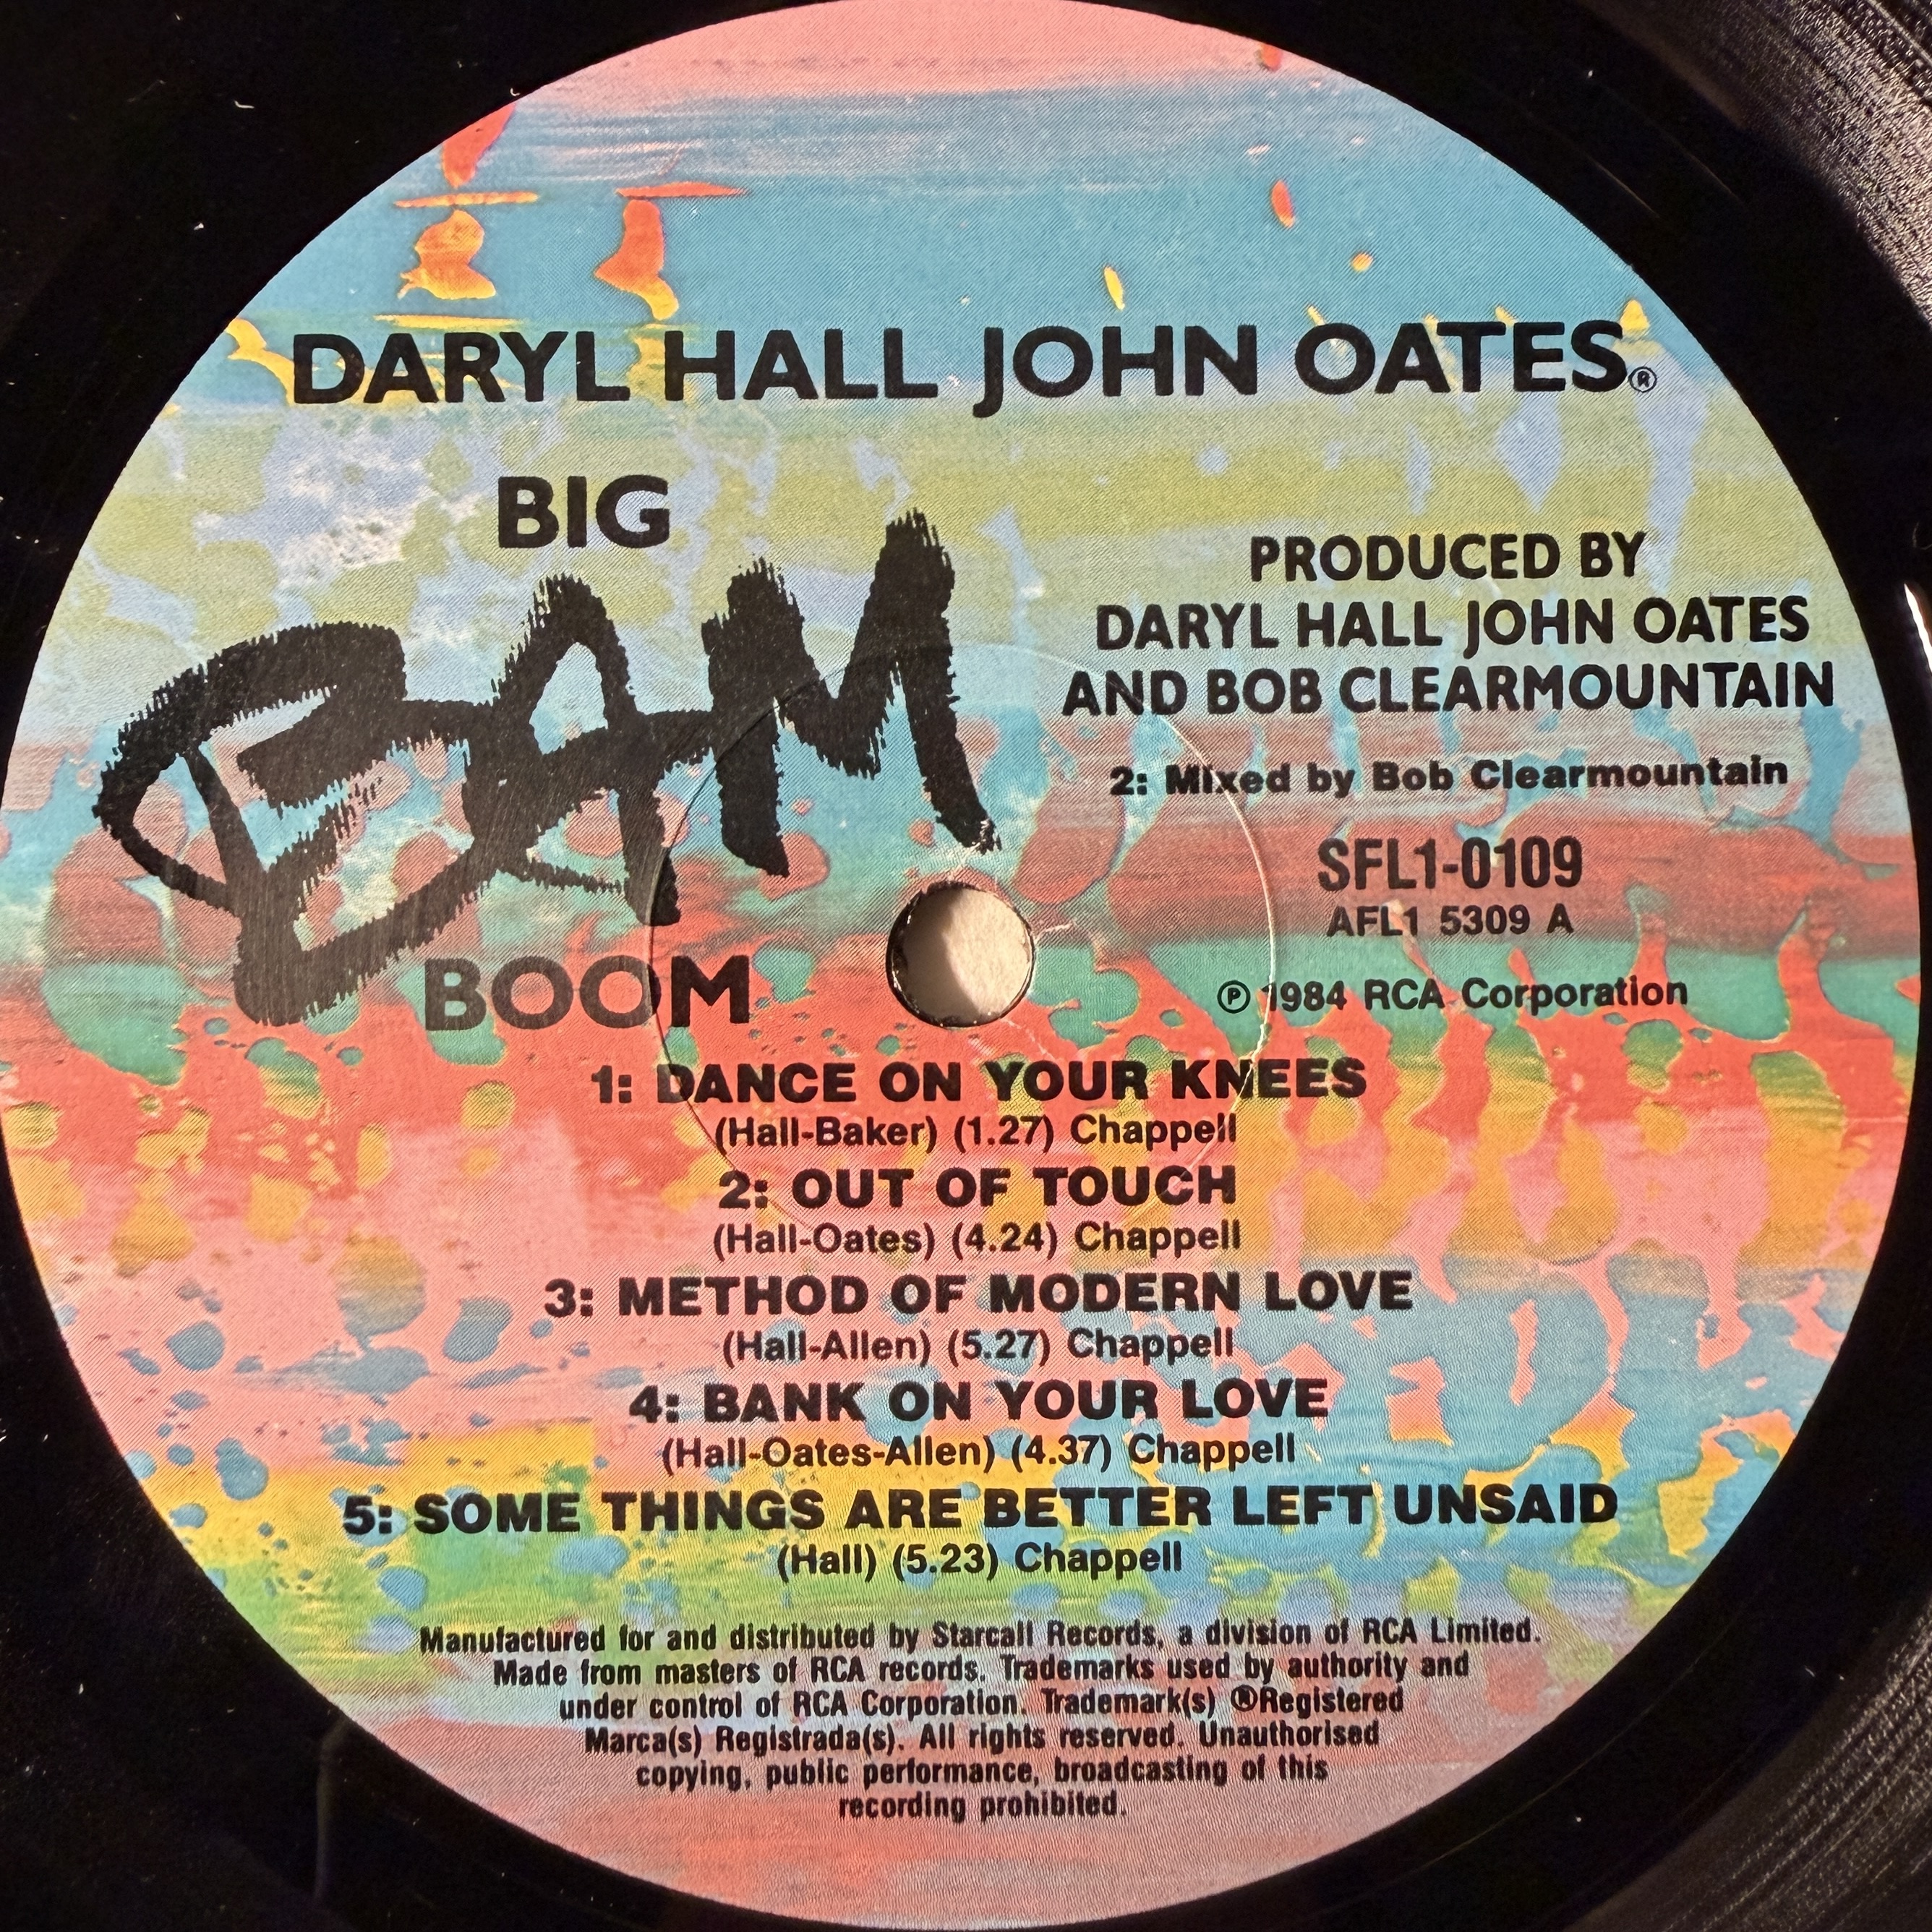 DARYL HALL JOHN OATES®
BIG
BAM
BOOM
PRODUCED BY
DARYL HALL JOHN OATES
AND BOB CLEARMOUNTAIN
2: Mixed by Bob Clearmountain
SFL1-0109
AFL1 5309 A
℗ 1984 RCA Corporation
1: DANCE ON YOUR KNEES
(Hall-Baker) (1.27) Chappell
2: OUT OF TOUCH
(Hall-Oates) (4.24) Chappell
3: METHOD OF MODERN LOVE
(Hall-Allen) (5.27) Chappell
4: BANK ON YOUR LOVE
(Hall-Oates-Allen) (4.37) Chappell
5: SOME THINGS ARE BETTER LEFT UNSAID
(Hall) (5.23) Chappell
Manufactured for and distributed by Starcall Records, a division of RCA Limited.
Made from masters of RCA records. Trademarks used by authority and
under control of RCA Corporation. Trademark(s) ®Registered
Marca(s) Registrada(s). All rights reserved. Unauthorised
copying, public performance, broadcasting of this
recording prohibited.